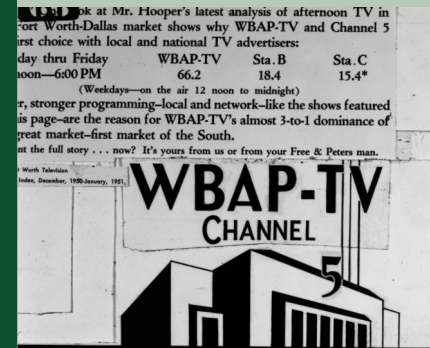 ok at Mr. Hooper's latest analysis of afternoon TV in
ort Worth-Dallas market shows why WBAP-TV and Channel 5
irst choice with local and national TV advertisers:
day thru Friday WBAP-TV Sta. B Sta. C
oon—6:00 PM 66.2 18.4 15.4*
(Weekdays—on the air 12 noon to midnight)
r, stronger programming—local and network—like the shows featured
is page—are the reason for WBAP-TV's almost 3-to-1 dominance of
great market—first market of the South.
nt the full story . . . now? It's yours from us or from your Free & Peters man.
Worth Television
Index, December, 1950-January, 1951,
WBAP-TV
CHANNEL
5